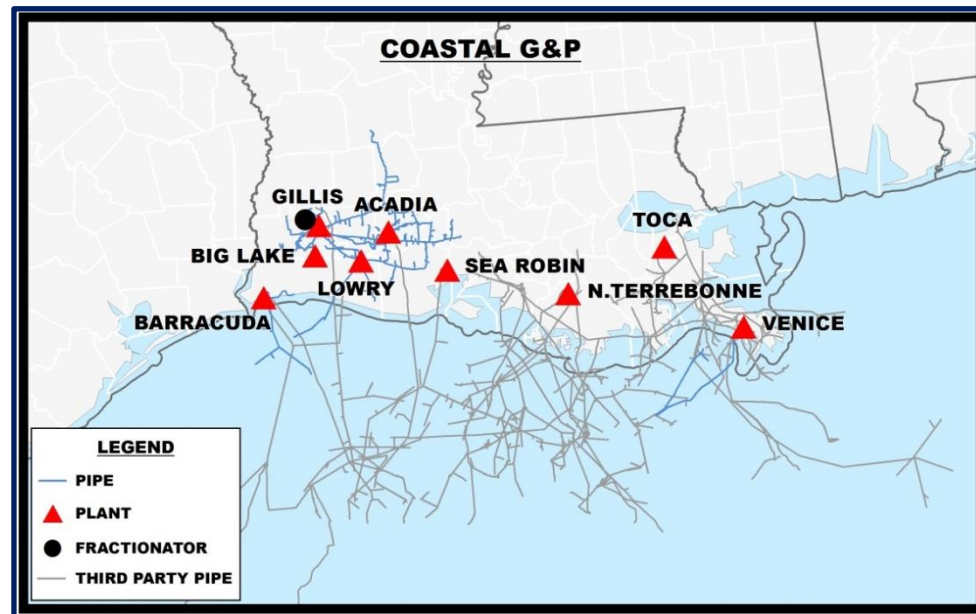 COASTAL G&P
GILLIS
ACADIA
TOCA
BIG LAKE
SEA ROBIN
LOWRY
N.TERREBONNE
BARRACUDA
VENICE
LEGEND
PIPE
PLANT
FRACTIONATOR
THIRD PARTY PIPE